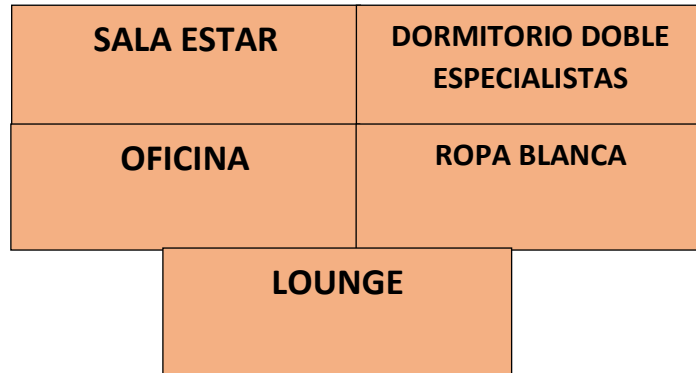 SALA ESTAR
DORMITORIO DOBLE
ESPECIALISTAS
OFICINA
ROPA BLANCA
LOUNGE